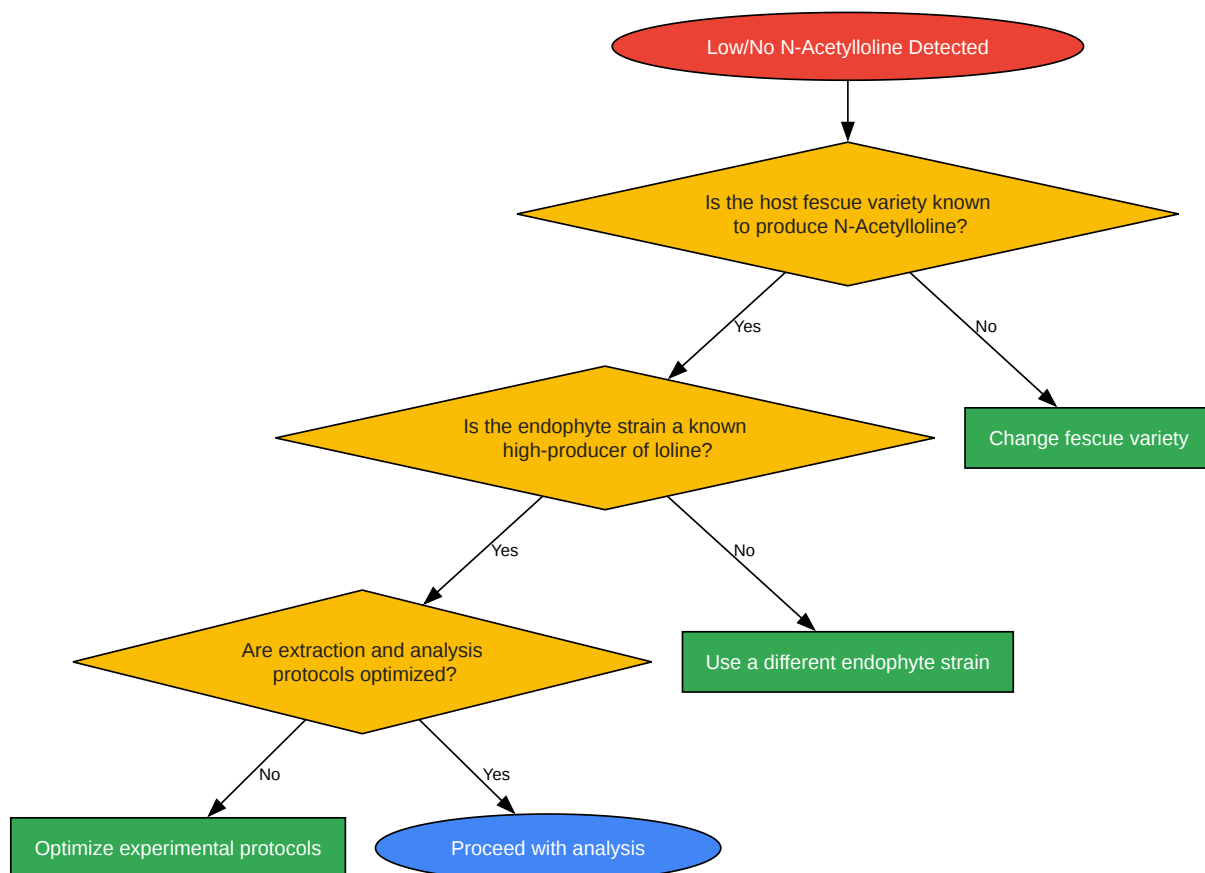 Low/No N-Acetylloline Detected
Is the host fescue variety known
to produce N-Acetylloline?
Yes
No
Is the endophyte strain a known
high-producer of loline?
Change fescue variety
Yes
No
Are extraction and analysis
protocols optimized?
Use a different endophyte strain
No
Yes
Optimize experimental protocols
Proceed with analysis